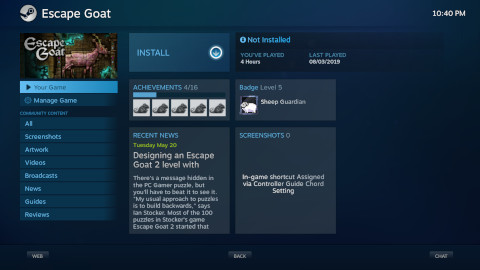 Escape Goat
10:40 PM
Escape
Goat
INSTALL
Not Installed
YOU'VE PLAYED
4 Hours
LAST PLAYED
08/03/2019
Your Game
Manage Game
COMMUNITY CONTENT
All
Screenshots
Artwork
Videos
Broadcasts
News
Guides
Reviews
ACHIEVEMENTS 4/16
Badge Level 5
Sheep Guardian
RECENT NEWS
Tuesday May 20
Designing an Escape
Goat 2 level with
There's a message hidden in
the PC Gamer puzzle, but
you'll have to beat it to see it.
"My usual approach to puzzles
is to build backwards," says
Ian Stocker. Most of the 100
puzzles in Stocker's game
Escape Goat 2 started that
SCREENSHOTS 0
In-game shortcut Assigned
via Controller Guide Chord
Setting
WEB
BACK
CHAT